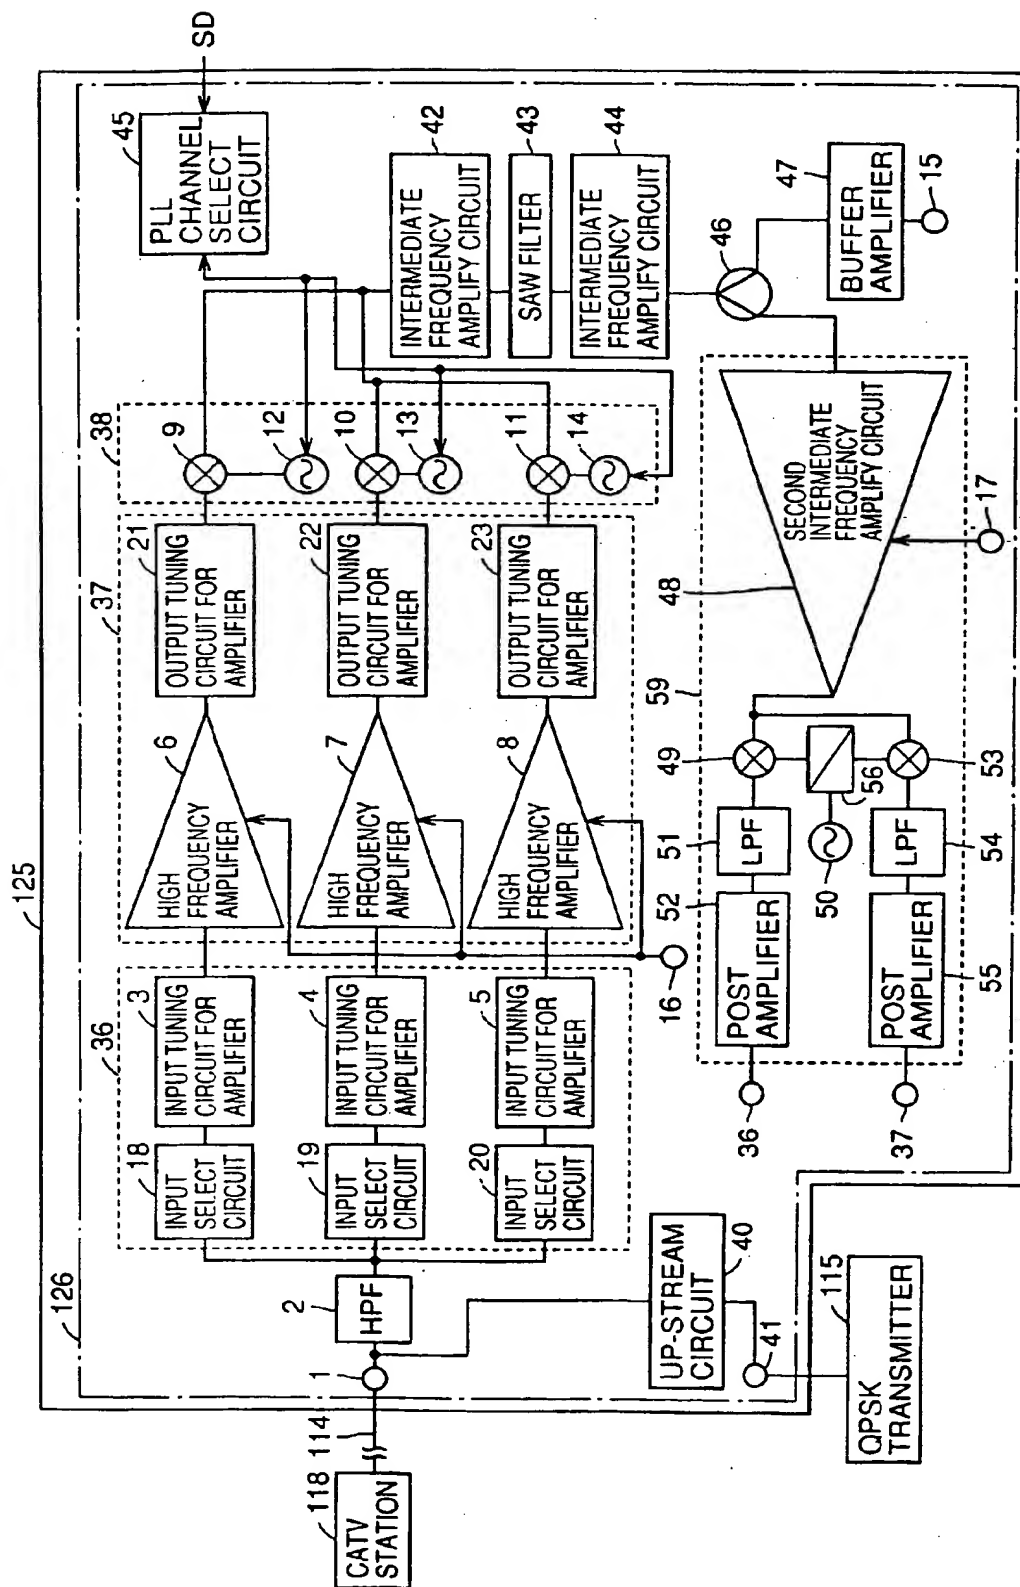 125
126
118
CATV
STATION
114
1
2
HPF
36
18
INPUT
SELECT
CIRCUIT
3
INPUT TUNING
CIRCUIT FOR
AMPLIFIER
19
INPUT
SELECT
CIRCUIT
4
INPUT TUNING
CIRCUIT FOR
AMPLIFIER
20
INPUT
SELECT
CIRCUIT
5
INPUT TUNING
CIRCUIT FOR
AMPLIFIER
37
6
HIGH
FREQUENCY
AMPLIFIER
21
OUTPUT TUNING
CIRCUIT FOR
AMPLIFIER
7
HIGH
FREQUENCY
AMPLIFIER
22
OUTPUT TUNING
CIRCUIT FOR
AMPLIFIER
8
HIGH
FREQUENCY
AMPLIFIER
23
OUTPUT TUNING
CIRCUIT FOR
AMPLIFIER
16
38
9
12
10
13
11
14
45
PLL
CHANNEL
SELECT
CIRCUIT
SD
42
INTERMEDIATE
FREQUENCY
AMPLIFY CIRCUIT
43
SAW FILTER
44
INTERMEDIATE
FREQUENCY
AMPLIFY CIRCUIT
46
47
BUFFER
AMPLIFIER
15
UP-STREAM
CIRCUIT
40
41
115
QPSK
TRANSMITTER
59
48
SECOND
INTERMEDIATE
FREQUENCY
AMPLIFY CIRCUIT
17
49
51
LPF
52
POST
AMPLIFIER
36
50
56
53
LPF
54
POST
AMPLIFIER
55
37